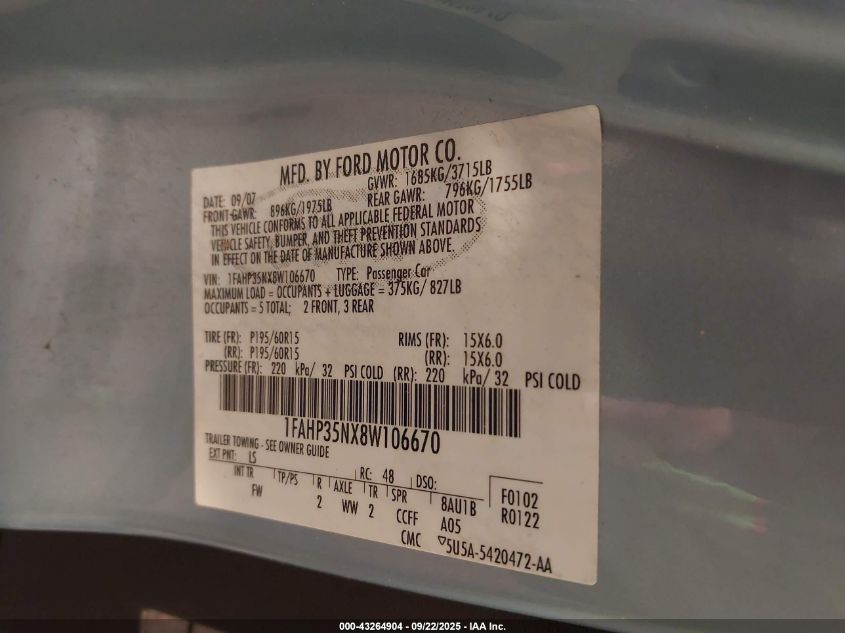 MFD. BY FORD MOTOR CO.
DATE: 09/07 GVWR: 1685KG/3715LB
FRONT GAWR: 896KG/1975LB REAR GAWR: 796KG/1755LB
THIS VEHICLE CONFORMS TO ALL APPLICABLE FEDERAL MOTOR
VEHICLE SAFETY, BUMPER, AND THEFT PREVENTION STANDARDS
IN EFFECT ON THE DATE OF MANUFACTURE SHOWN ABOVE.
VIN: 1FAHP35NX8W106670 TYPE: Passenger Car
MAXIMUM LOAD = OCCUPANTS + LUGGAGE = 375KG/ 827LB
OCCUPANTS = 5 TOTAL; 2 FRONT, 3 REAR
TIRE (FR): P195/60R15 RIMS (FR): 15X6.0
(RR): P195/60R15 (RR): 15X6.0
PRESSURE (FR): 220 kPa/ 32 PSI COLD (RR): 220 kPa/ 32 PSI COLD
1FAHP35NX8W106670
TRAILER TOWING - SEE OWNER GUIDE
EXT PNT: LS RC: 48 DSO: F0102
INT TR TP/PS R AXLE TR SPR 8AU1B R0122
FW 2 WW 2 CCFF A05
CMC ▽5U5A-5420472-AA
000-43264904 - 09/22/2025 - IAA Inc.